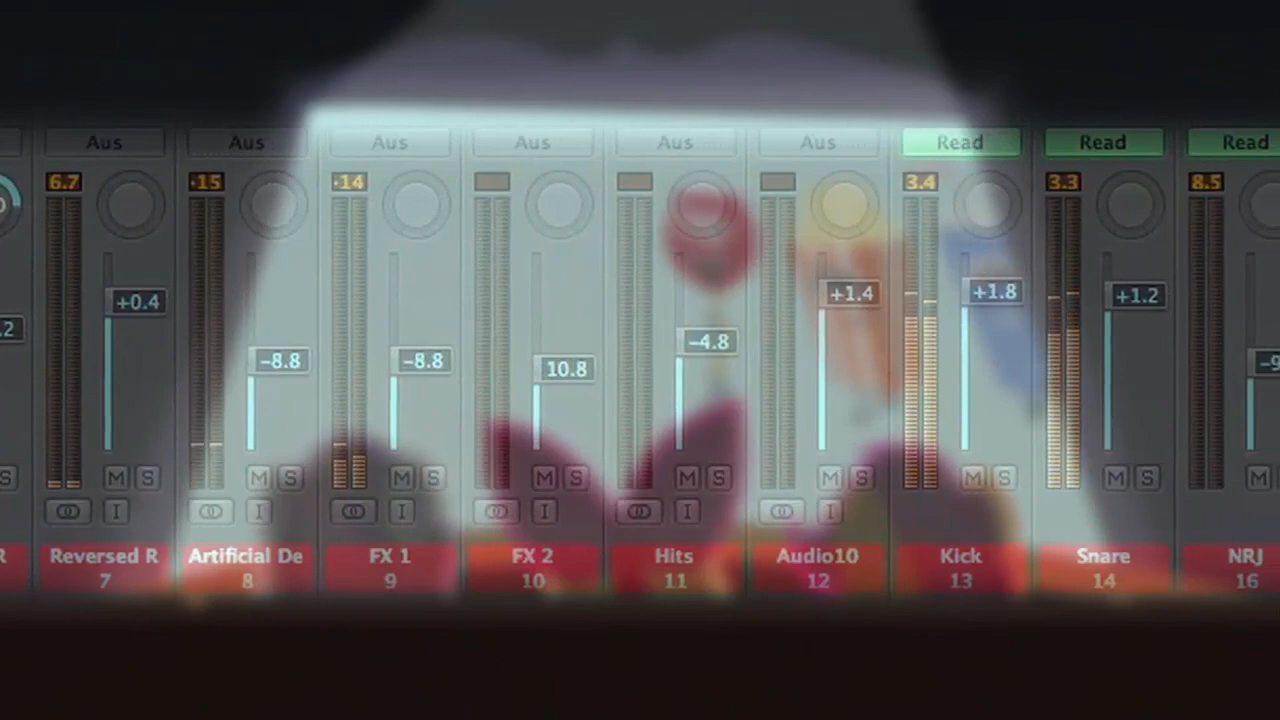 Aus Aus Aus Aus Aus Aus Read Read Read
6.7 -15 -14 3.4 3.3 8.5
+1.4 +1.8
+0.4 +1.2
.2
-4.8
-8.8 -8.8 10.8 -9
S M S M S M S M S M S M S M S M S M
I I I I I I
R Reversed R Artificial De FX 1 FX 2 Hits Audio10 Kick Snare NRJ
7 8 9 10 11 12 13 14 16